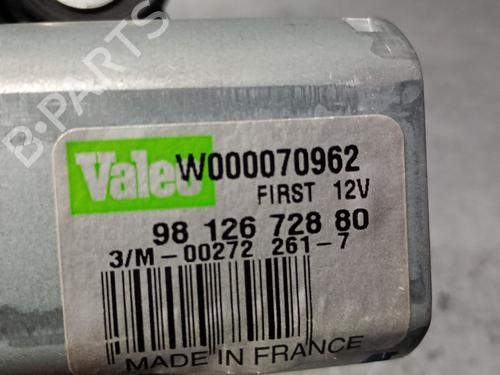 B-PARTS
Valeo W000070962
FIRST 12V
98 126 728 80
3/M-00272 261-7
MADE IN FRANCE